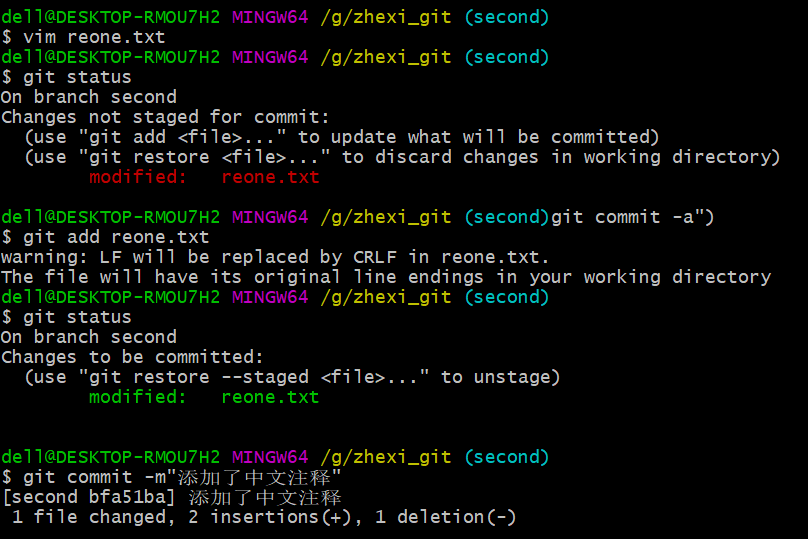 dell@DESKTOP-RMOU7H2 MINGW64 /g/zhexi_git (second)
$ vim reone.txt
dell@DESKTOP-RMOU7H2 MINGW64 /g/zhexi_git (second)
$ git status
On branch second
Changes not staged for commit:
  (use "git add <file>..." to update what will be committed)
  (use "git restore <file>..." to discard changes in working directory)
        modified:   reone.txt
dell@DESKTOP-RMOU7H2 MINGW64 /g/zhexi_git (second)git commit -a")
$ git add reone.txt
warning: LF will be replaced by CRLF in reone.txt.
The file will have its original line endings in your working directory
dell@DESKTOP-RMOU7H2 MINGW64 /g/zhexi_git (second)
$ git status
On branch second
Changes to be committed:
  (use "git restore --staged <file>..." to unstage)
        modified:   reone.txt
dell@DESKTOP-RMOU7H2 MINGW64 /g/zhexi_git (second)
$ git commit -m"添加了中文注释"
[second bfa51ba] 添加了中文注释
 1 file changed, 2 insertions(+), 1 deletion(-)